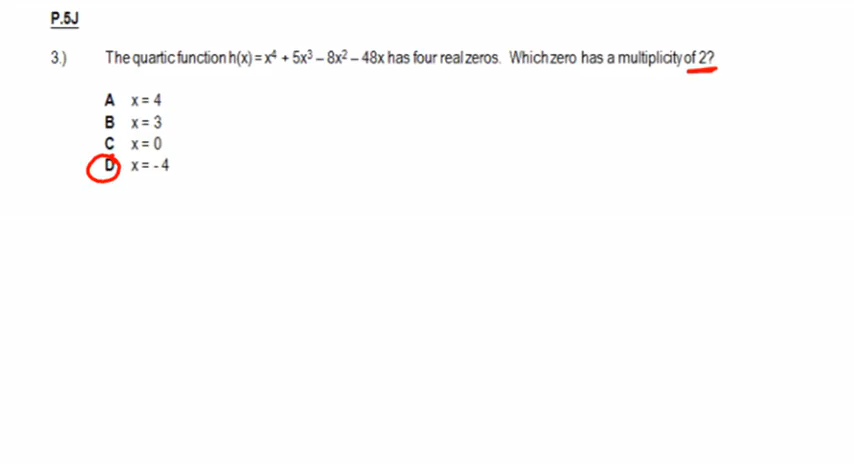 P.5J
3.) The quartic function h(x) = x⁴ + 5x³ – 8x² – 48x has four real zeros. Which zero has a multiplicity of 2?
A x = 4
B x = 3
C x = 0
D x = - 4